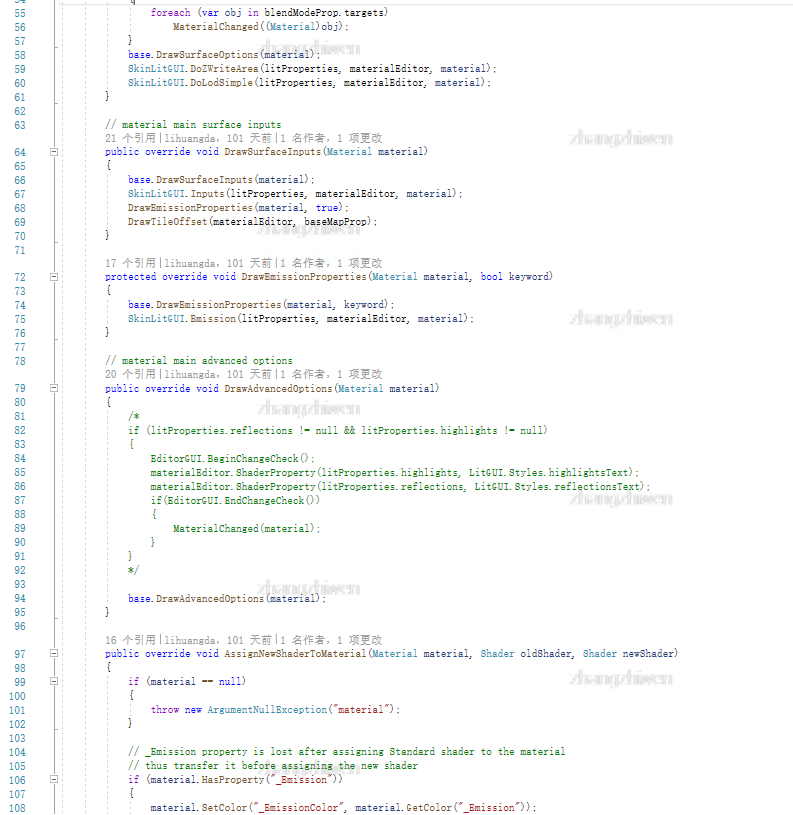 55 foreach (var obj in blendModeProp.targets)
56 MaterialChanged((Material)obj);
57 }
58 base.DrawSurfaceOptions(material);
59 SkinLitGUI.DoZWriteArea(litProperties, materialEditor, material);
60 SkinLitGUI.DoLodSimple(litProperties, materialEditor, material);
61 }
62
63 // material main surface inputs
21 个引用|lihuangda, 101 天前|1 名作者, 1 项更改
64 public override void DrawSurfaceInputs(Material material)
65 {
66 base.DrawSurfaceInputs(material);
67 SkinLitGUI.Inputs(litProperties, materialEditor, material);
68 DrawEmissionProperties(material, true);
69 DrawTileOffset(materialEditor, baseMapProp);
70 }
71
17 个引用|lihuangda, 101 天前|1 名作者, 1 项更改
72 protected override void DrawEmissionProperties(Material material, bool keyword)
73 {
74 base.DrawEmissionProperties(material, keyword);
75 SkinLitGUI.Emission(litProperties, materialEditor, material);
76 }
77
78 // material main advanced options
20 个引用|lihuangda, 101 天前|1 名作者, 1 项更改
79 public override void DrawAdvancedOptions(Material material)
80 {
81 /*
82 if (litProperties.reflections != null && litProperties.highlights != null)
83 {
84 EditorGUI.BeginChangeCheck();
85 materialEditor.ShaderProperty(litProperties.highlights, LitGUI.Styles.highlightsText);
86 materialEditor.ShaderProperty(litProperties.reflections, LitGUI.Styles.reflectionsText);
87 if(EditorGUI.EndChangeCheck())
88 {
89 MaterialChanged(material);
90 }
91 }
92 */
93
94 base.DrawAdvancedOptions(material);
95 }
96
16 个引用|lihuangda, 101 天前|1 名作者, 1 项更改
97 public override void AssignNewShaderToMaterial(Material material, Shader oldShader, Shader newShader)
98 {
99 if (material == null)
100 {
101 throw new ArgumentNullException("material");
102 }
103
104 // _Emission property is lost after assigning Standard shader to the material
105 // thus transfer it before assigning the new shader
106 if (material.HasProperty("_Emission"))
107 {
108 material.SetColor("_EmissionColor", material.GetColor("_Emission"));
zhangzhiwen
zhangzhiwen
zhangzhiwen
zhangzhiwen
zhangzhiwen
zhangzhiwen
zhangzhiwen
zhangzhiwen
zhangzhiwen